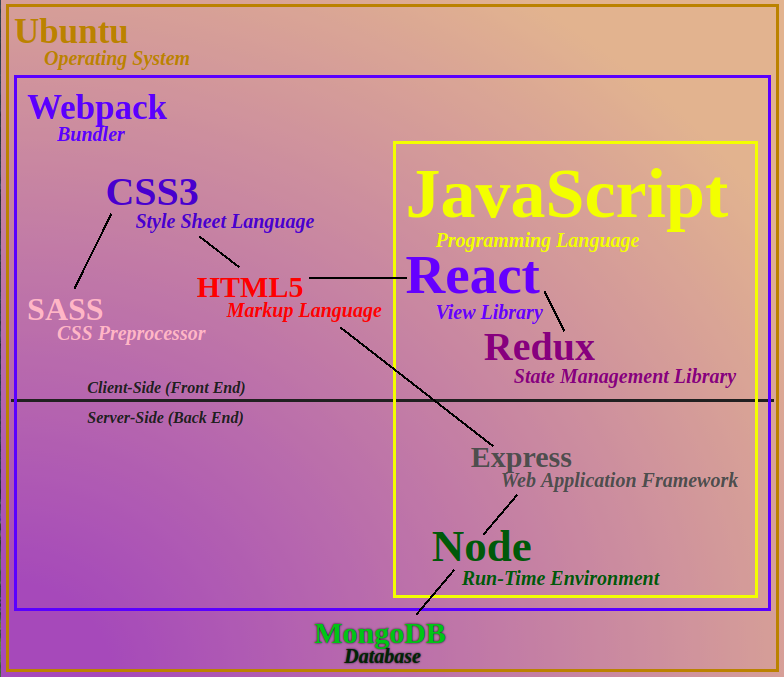 Ubuntu
Operating System
Webpack
Bundler
CSS3
Style Sheet Language
JavaScript
Programming Language
HTML5
Markup Language
React
View Library
SASS
CSS Preprocessor
Redux
State Management Library
Client-Side (Front End)
Server-Side (Back End)
Express
Web Application Framework
Node
Run-Time Environment
MongoDB
Database